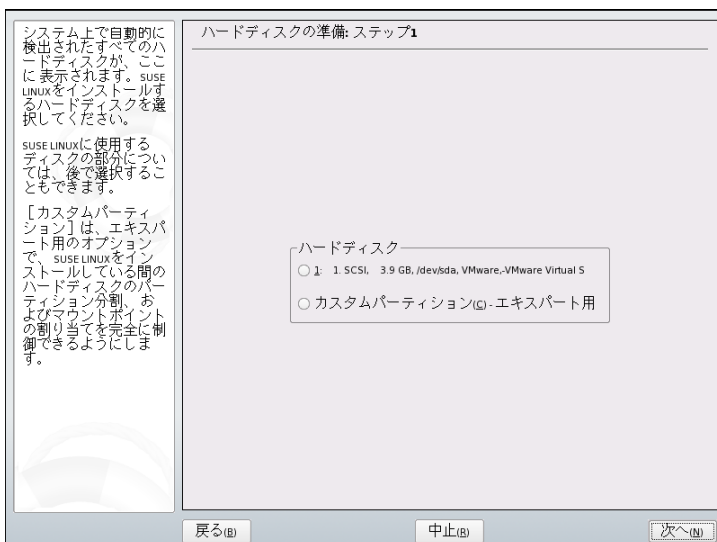 システム上で自動的に
検出されたすべてのハ
ードディスクが、ここ
に 表示されます。SUSE
LINUXをインストールす
るハードディスクを選
択してください。
SUSE LINUXに使用する
ディスクの部分につい
ては、後で選択するこ
ともできます。
［カスタムパーティ
ション］は、エキスパ
ート用のオプション
で、SUSE LINUXをイン
ストールしている間の
ハードディスクのパー
ティション分割、お
よびマウントポイント
の割り当てを完全に制
御できるようにしま
す。
ハードディスクの準備: ステップ1
ハードディスク
1: 1. SCSI, 3.9 GB, /dev/sda, VMware,-VMware Virtual S
カスタムパーティション(C) - エキスパート用
戻る(B)
中止(R)
次へ(N)